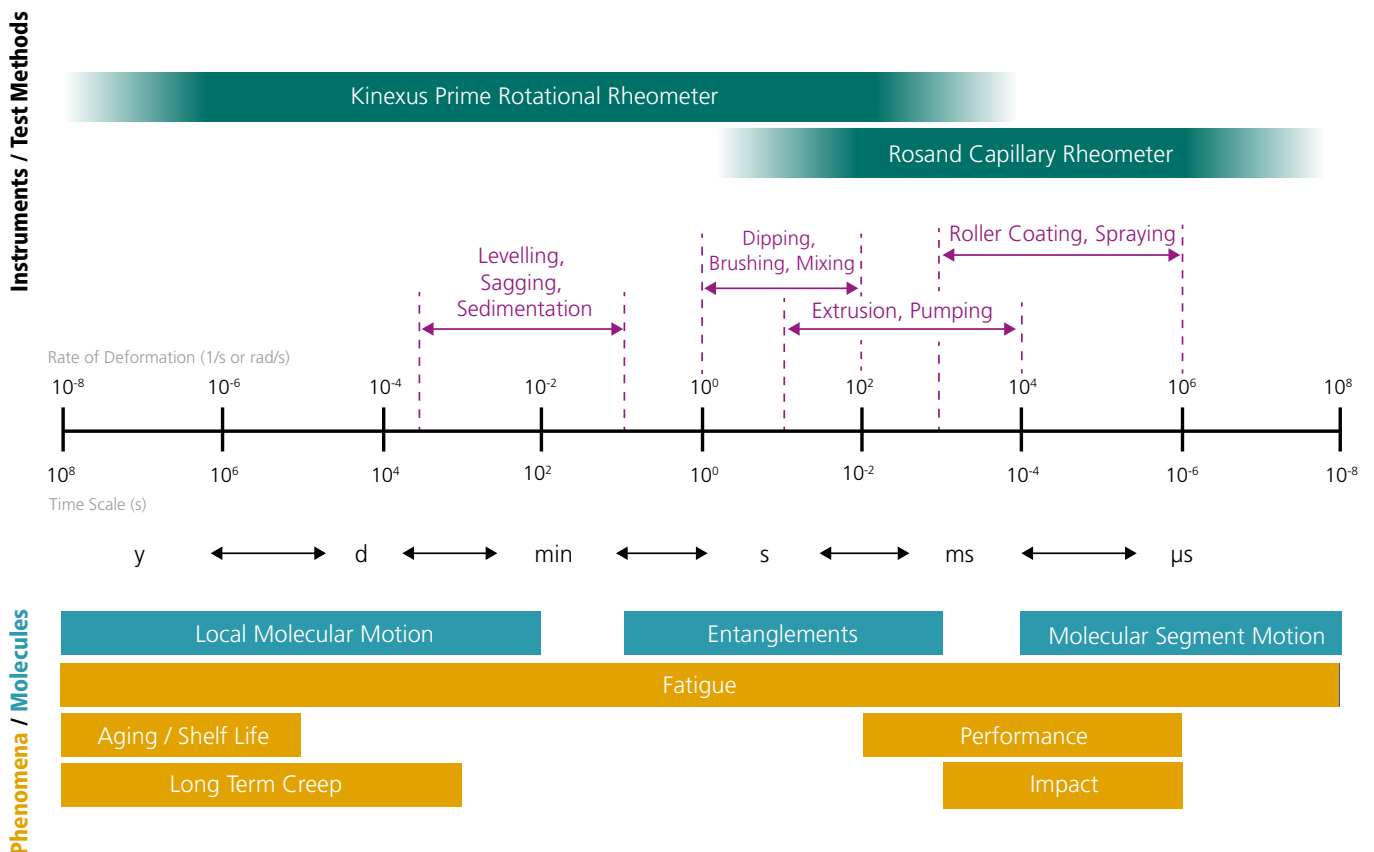 Instruments / Test Methods
Kinexus Prime Rotational Rheometer
Rosand Capillary Rheometer
Levelling,
Sagging,
Sedimentation
Dipping,
Brushing, Mixing
Roller Coating, Spraying
Extrusion, Pumping
Rate of Deformation (1/s or rad/s)
10⁻⁸ 10⁻⁶ 10⁻⁴ 10⁻² 10⁰ 10² 10⁴ 10⁶ 10⁸
10⁸ 10⁶ 10⁴ 10² 10⁰ 10⁻² 10⁻⁴ 10⁻⁶ 10⁻⁸
Time Scale (s)
y d min s ms µs
Phenomena / Molecules
Local Molecular Motion Entanglements Molecular Segment Motion
Fatigue
Aging / Shelf Life Performance
Long Term Creep Impact